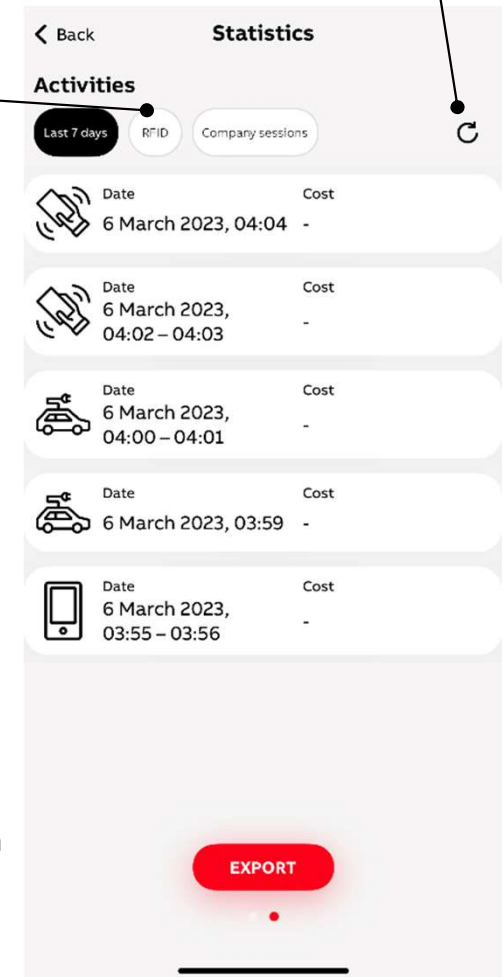 Back
Statistics
Activities
Last 7 days
RFID
Company sessions
Date
Cost
6 March 2023, 04:04
-
Date
Cost
6 March 2023,
04:02 – 04:03
-
Date
Cost
6 March 2023,
04:00 – 04:01
-
Date
Cost
6 March 2023, 03:59
-
Date
Cost
6 March 2023,
03:55 – 03:56
-
EXPORT